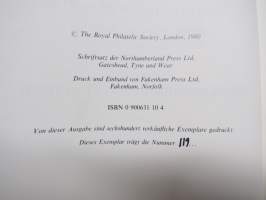 © The Royal Philatelic Society, London, 1980
Schriftsatz der Northumberland Press Ltd.
Gateshead, Tyne and Wear
Druck und Einband von Fakenham Press Ltd.
Fakenham, Norfolk
ISBN 0 900631 10 4
Von dieser Ausgabe sind sechshundert verkäufliche Exemplare gedruckt
Dieses Exemplar trägt die Nummer 119...